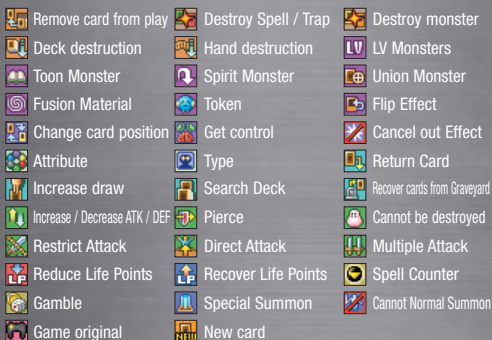 Remove card from play Destroy Spell / Trap Destroy monster
Deck destruction Hand destruction LV LV Monsters
Toon Monster Spirit Monster Union Monster
Fusion Material Token Flip Effect
Change card position Get control Cancel out Effect
Attribute Type Return Card
Increase draw Search Deck Recover cards from Graveyard
Increase / Decrease ATK / DEF Pierce Cannot be destroyed
Restrict Attack Direct Attack Multiple Attack
LP Reduce Life Points LP Recover Life Points Spell Counter
Gamble Special Summon Cannot Normal Summon
Game original NEW New card